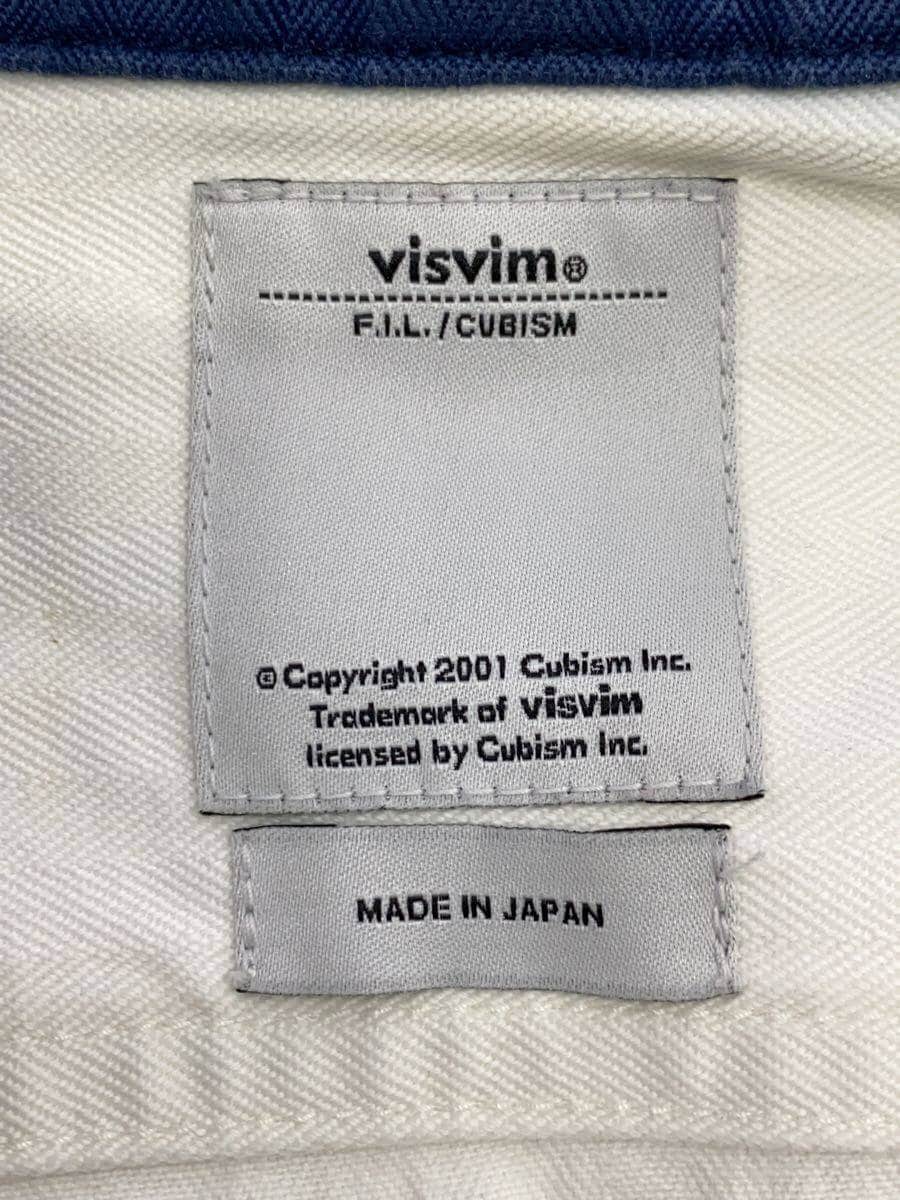 visvim®
F.I.L./CUBISM
© Copyright 2001 Cubism Inc.
Trademark of visvim
licensed by Cubism Inc.
MADE IN JAPAN